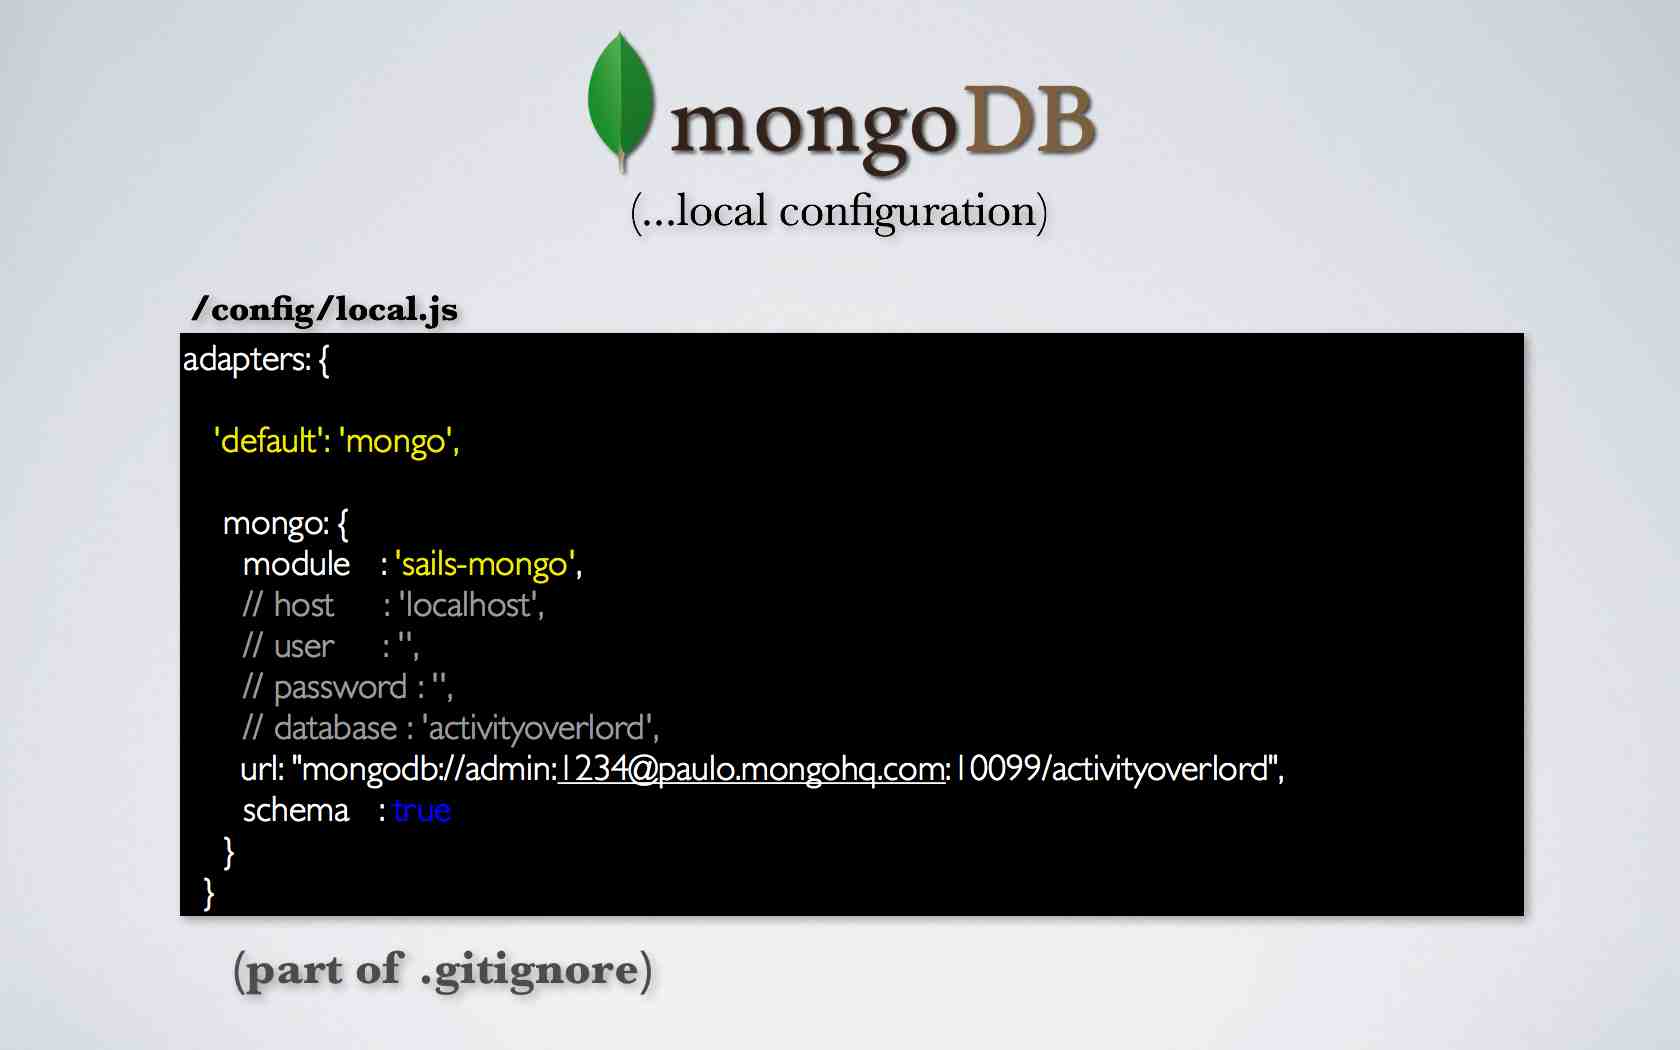 mongoDB
(...local configuration)
/config/local.js
adapters: {
'default': 'mongo',
mongo: {
module : 'sails-mongo',
// host : 'localhost',
// user : '',
// password : '',
// database : 'activityoverlord',
url: "mongodb://admin:1234@paulo.mongohq.com:10099/activityoverlord",
schema : true
}
}
(part of .gitignore)